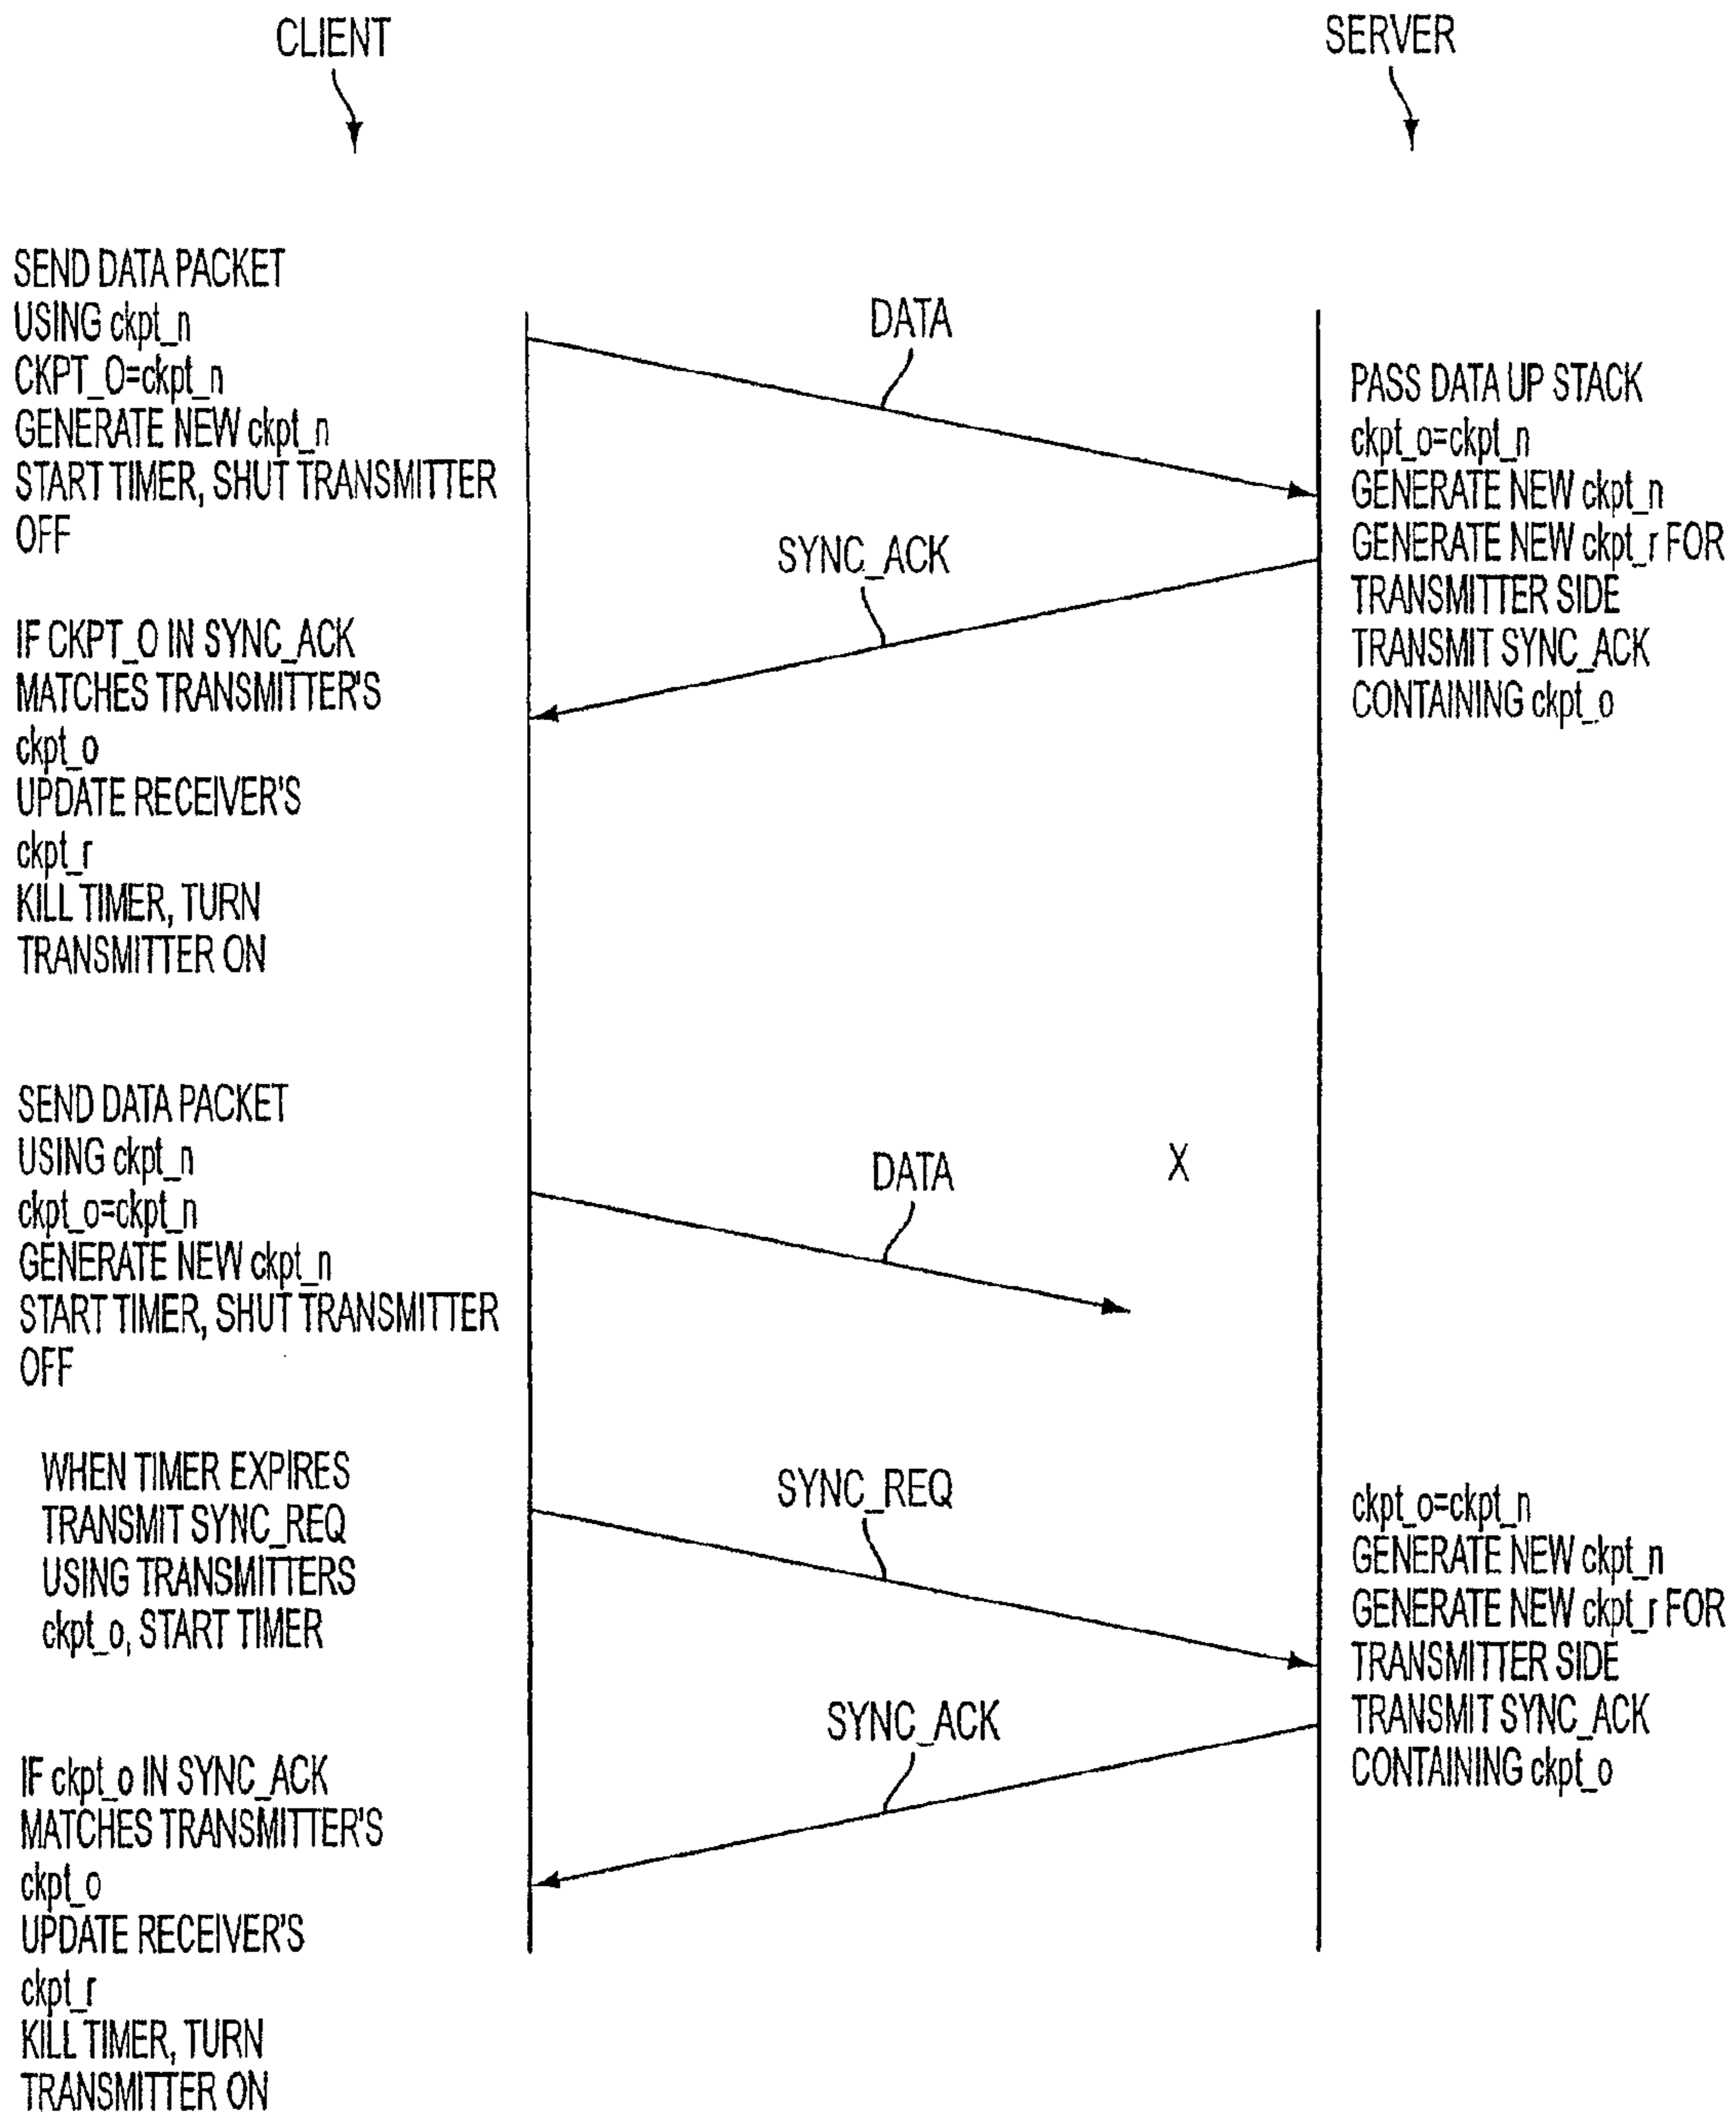 CLIENT
SERVER
SEND DATA PACKET
USING ckpt_n
CKPT_O=ckpt_n
GENERATE NEW ckpt_n
START TIMER, SHUT TRANSMITTER
OFF
DATA
PASS DATA UP STACK
ckpt_o=ckpt_n
GENERATE NEW ckpt_n
GENERATE NEW ckpt_r FOR
TRANSMITTER SIDE
TRANSMIT SYNC_ACK
CONTAINING ckpt_o
SYNC_ACK
IF CKPT_O IN SYNC_ACK
MATCHES TRANSMITTER'S
ckpt_o
UPDATE RECEIVER'S
ckpt_r
KILL TIMER, TURN
TRANSMITTER ON
SEND DATA PACKET
USING ckpt_n
ckpt_o=ckpt_n
GENERATE NEW ckpt_n
START TIMER, SHUT TRANSMITTER
OFF
DATA
X
WHEN TIMER EXPIRES
TRANSMIT SYNC_REQ
USING TRANSMITTERS
ckpt_o, START TIMER
SYNC_REQ
ckpt_o=ckpt_n
GENERATE NEW ckpt_n
GENERATE NEW ckpt_r FOR
TRANSMITTER SIDE
TRANSMIT SYNC_ACK
CONTAINING ckpt_o
SYNC_ACK
IF ckpt_o IN SYNC_ACK
MATCHES TRANSMITTER'S
ckpt_o
UPDATE RECEIVER'S
ckpt_r
KILL TIMER, TURN
TRANSMITTER ON